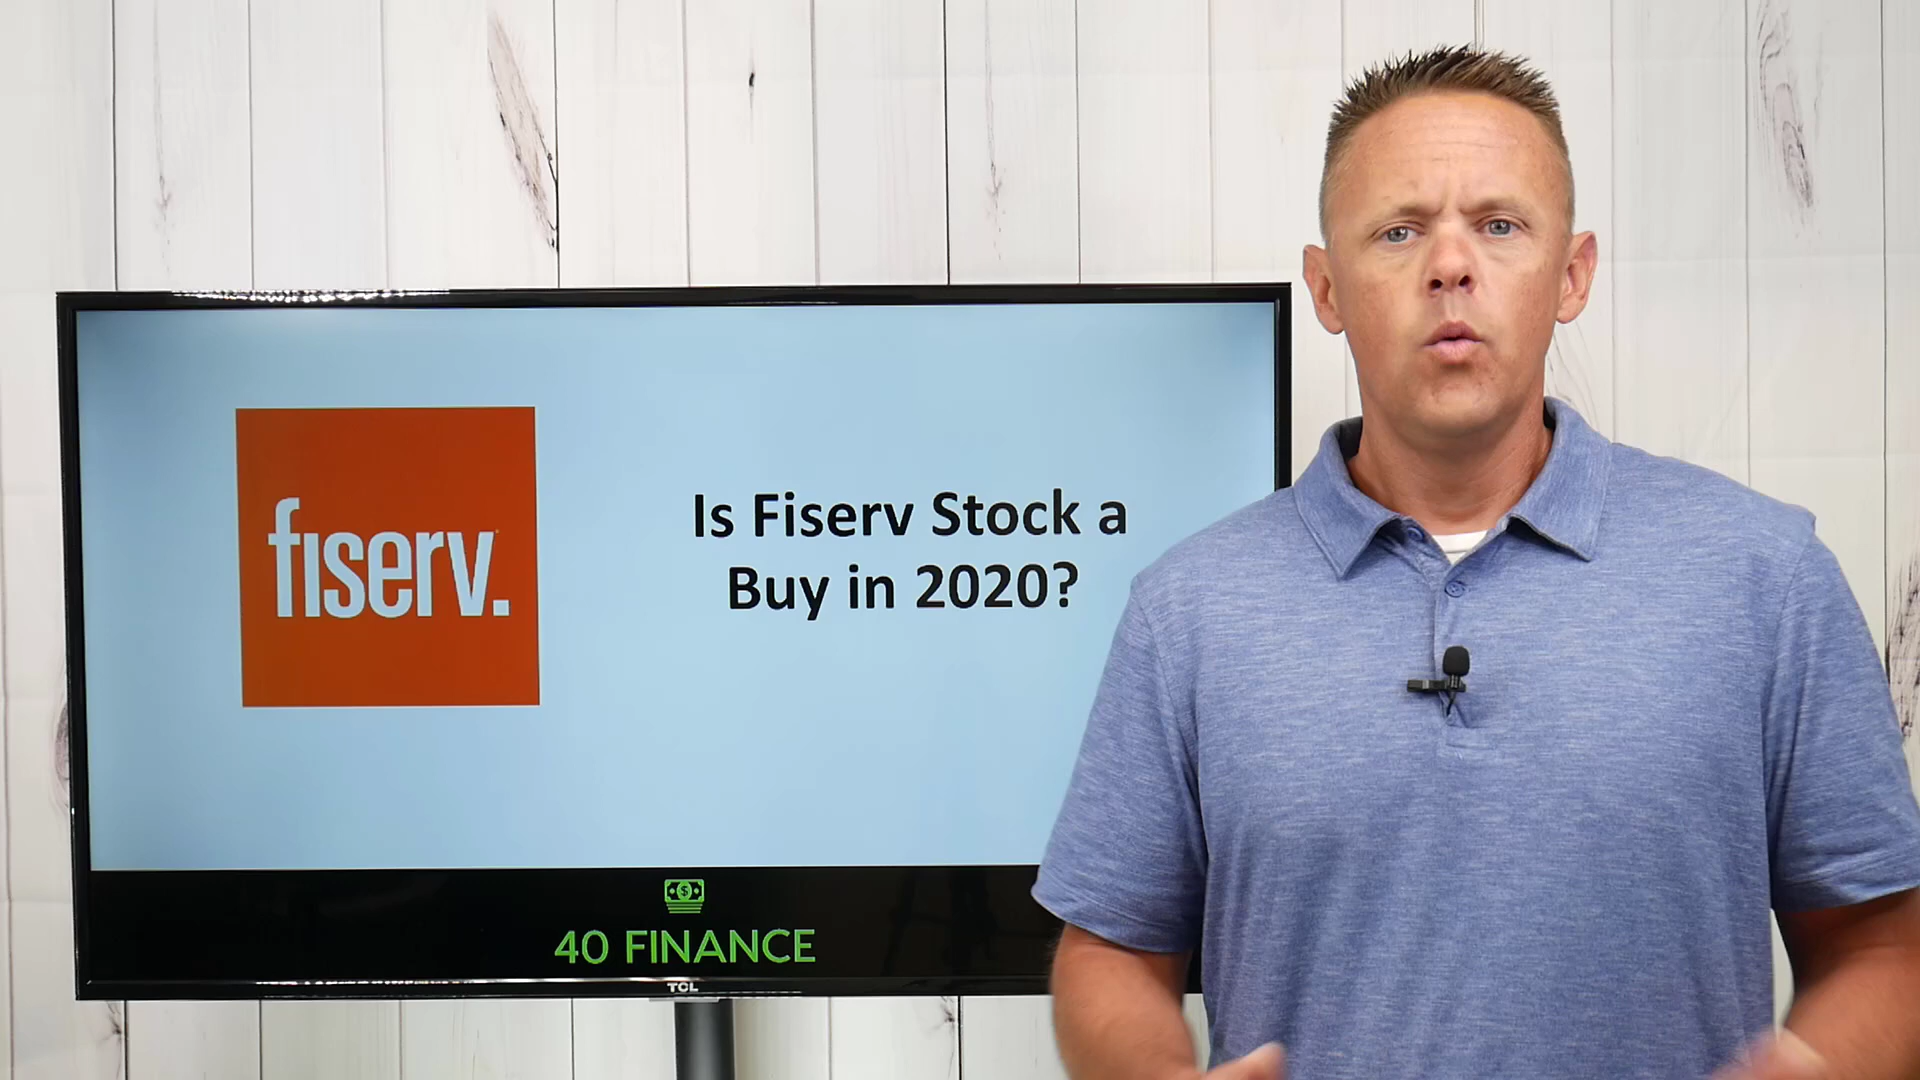 fiserv.
Is Fiserv Stock a
Buy in 2020?
40 FINANCE
TCL